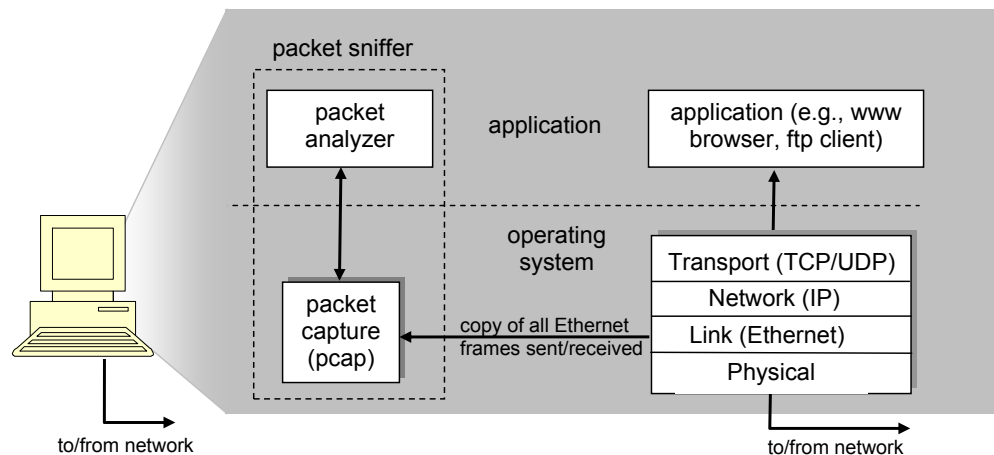 packet sniffer
packet
analyzer
application
application (e.g., www
browser, ftp client)
operating
system
packet
capture
(pcap)
copy of all Ethernet
frames sent/received
Transport (TCP/UDP)
Network (IP)
Link (Ethernet)
Physical
to/from network
to/from network